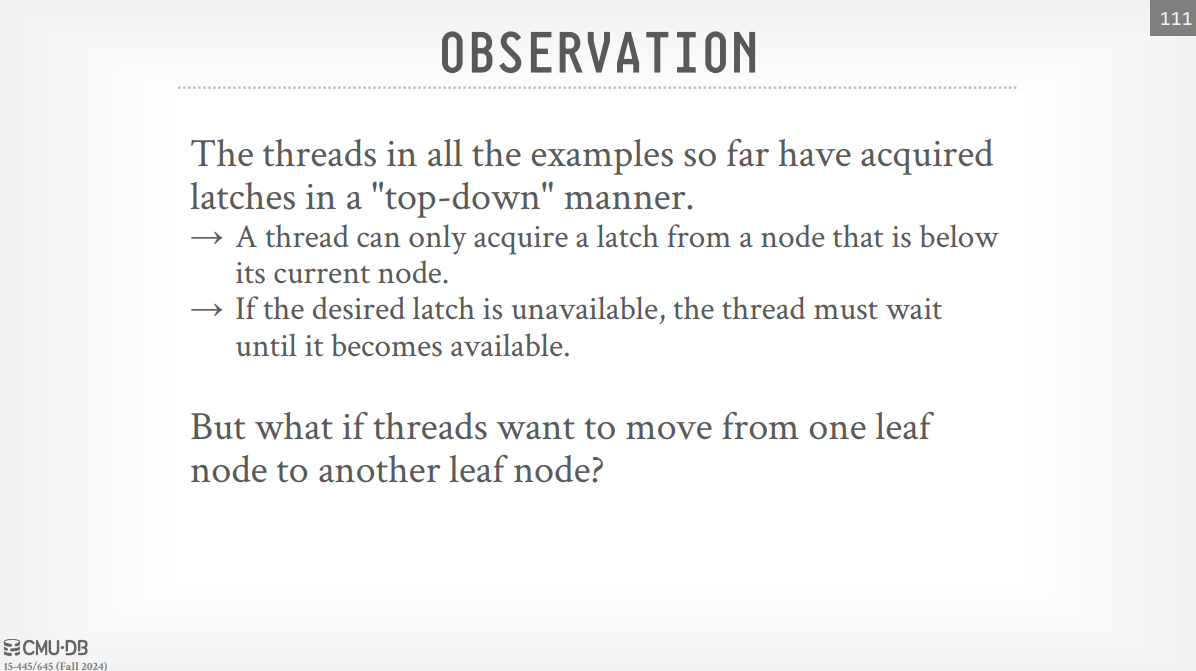 111
OBSERVATION
The threads in all the examples so far have acquired
latches in a "top-down" manner.
→ A thread can only acquire a latch from a node that is below
its current node.
→ If the desired latch is unavailable, the thread must wait
until it becomes available.
But what if threads want to move from one leaf
node to another leaf node?
CMU·DB
15-445/645 (Fall 2024)